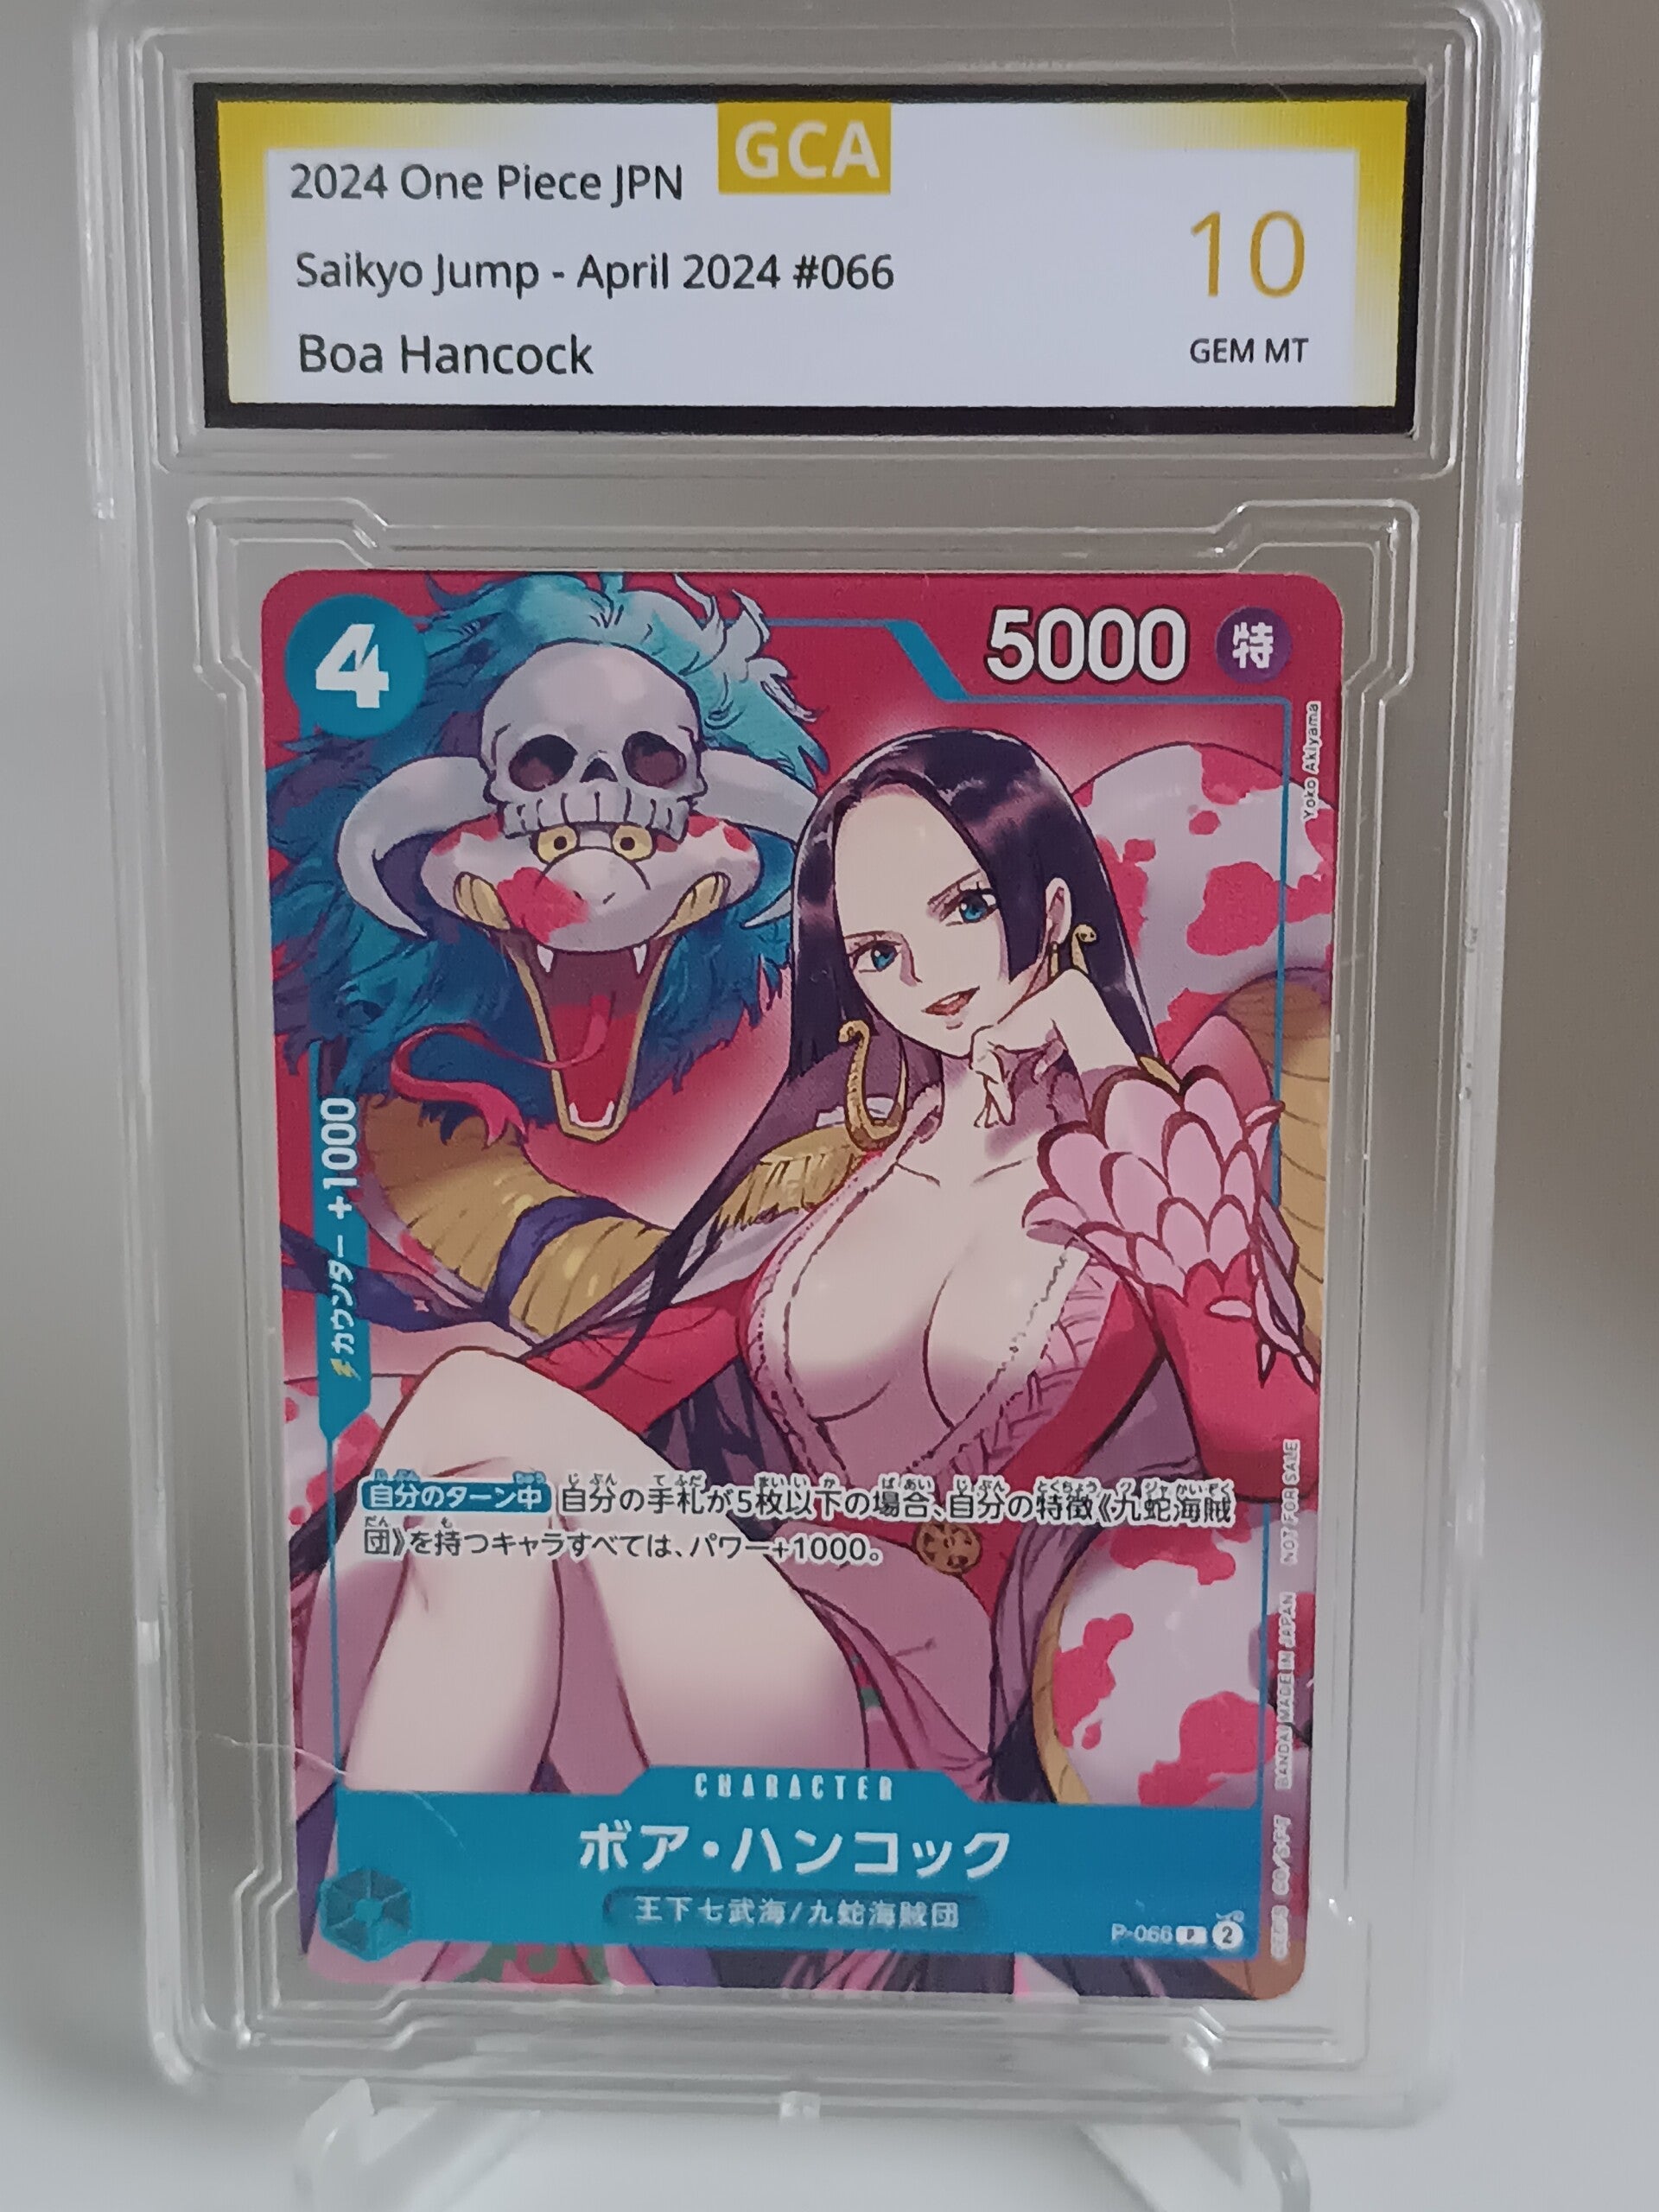 GCA
2024 One Piece JPN
Saikyo Jump - April 2024 #066
10
Boa Hancock
GEM MT
4
5000
特
Yoko Akiyama
カウンター +1000
自分のターン中 自分の手札が5枚以下の場合、自分の特徴《九蛇海賊
団》を持つキャラすべては、パワー+1000。
NOT FOR SALE
BANDAI MADE IN JAPAN
CHARACTER
ボア・ハンコック
王下七武海/九蛇海賊団
P-066 P 2